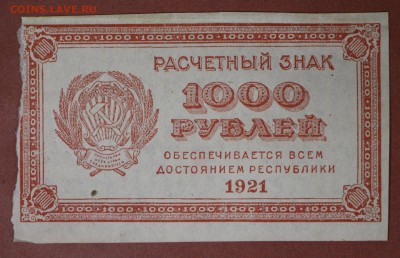 COINS.LAVE.RU
РАСЧЕТНЫЙ ЗНАК
1000
РУБЛЕЙ
ОБЕСПЕЧИВАЕТСЯ ВСЕМ
ДОСТОЯНИЕМ РЕСПУБЛИКИ
1921